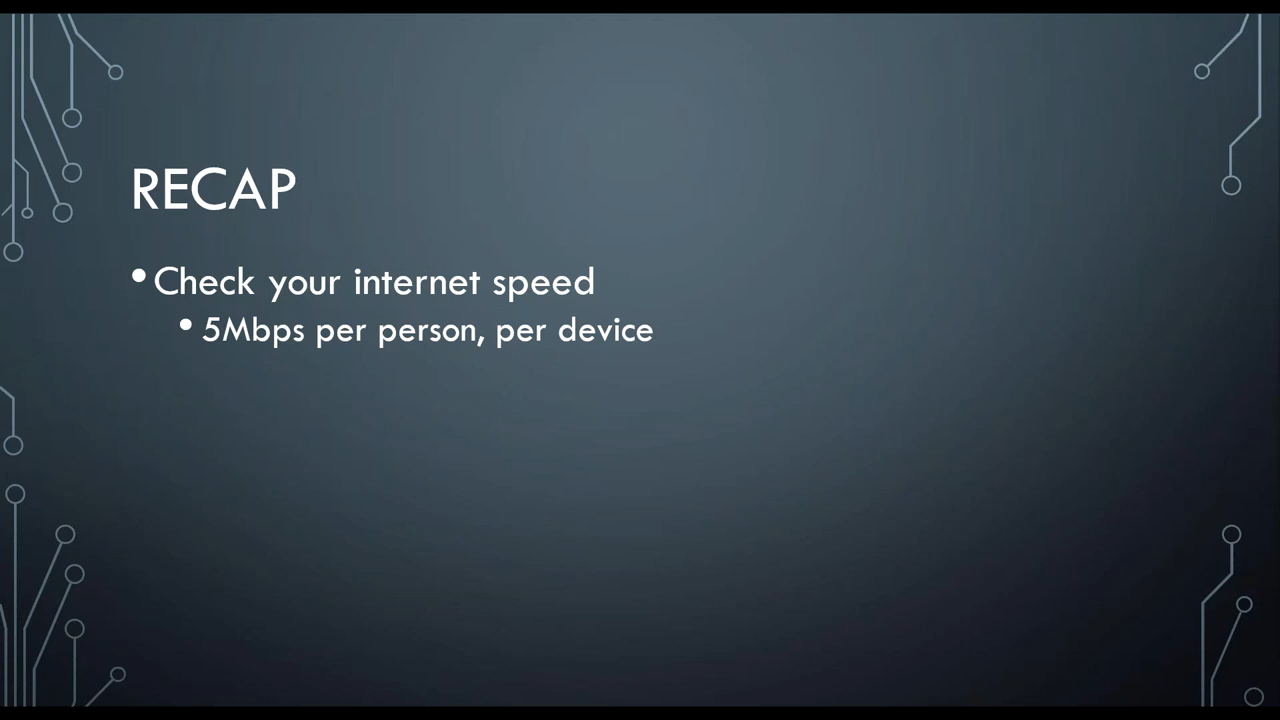 RECAP
• Check your internet speed
• 5Mbps per person, per device